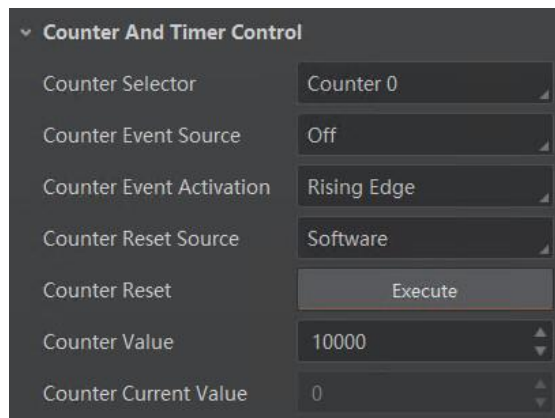 Counter And Timer Control
Counter Selector Counter 0
Counter Event Source Off
Counter Event Activation Rising Edge
Counter Reset Source Software
Counter Reset Execute
Counter Value 10000
Counter Current Value 0